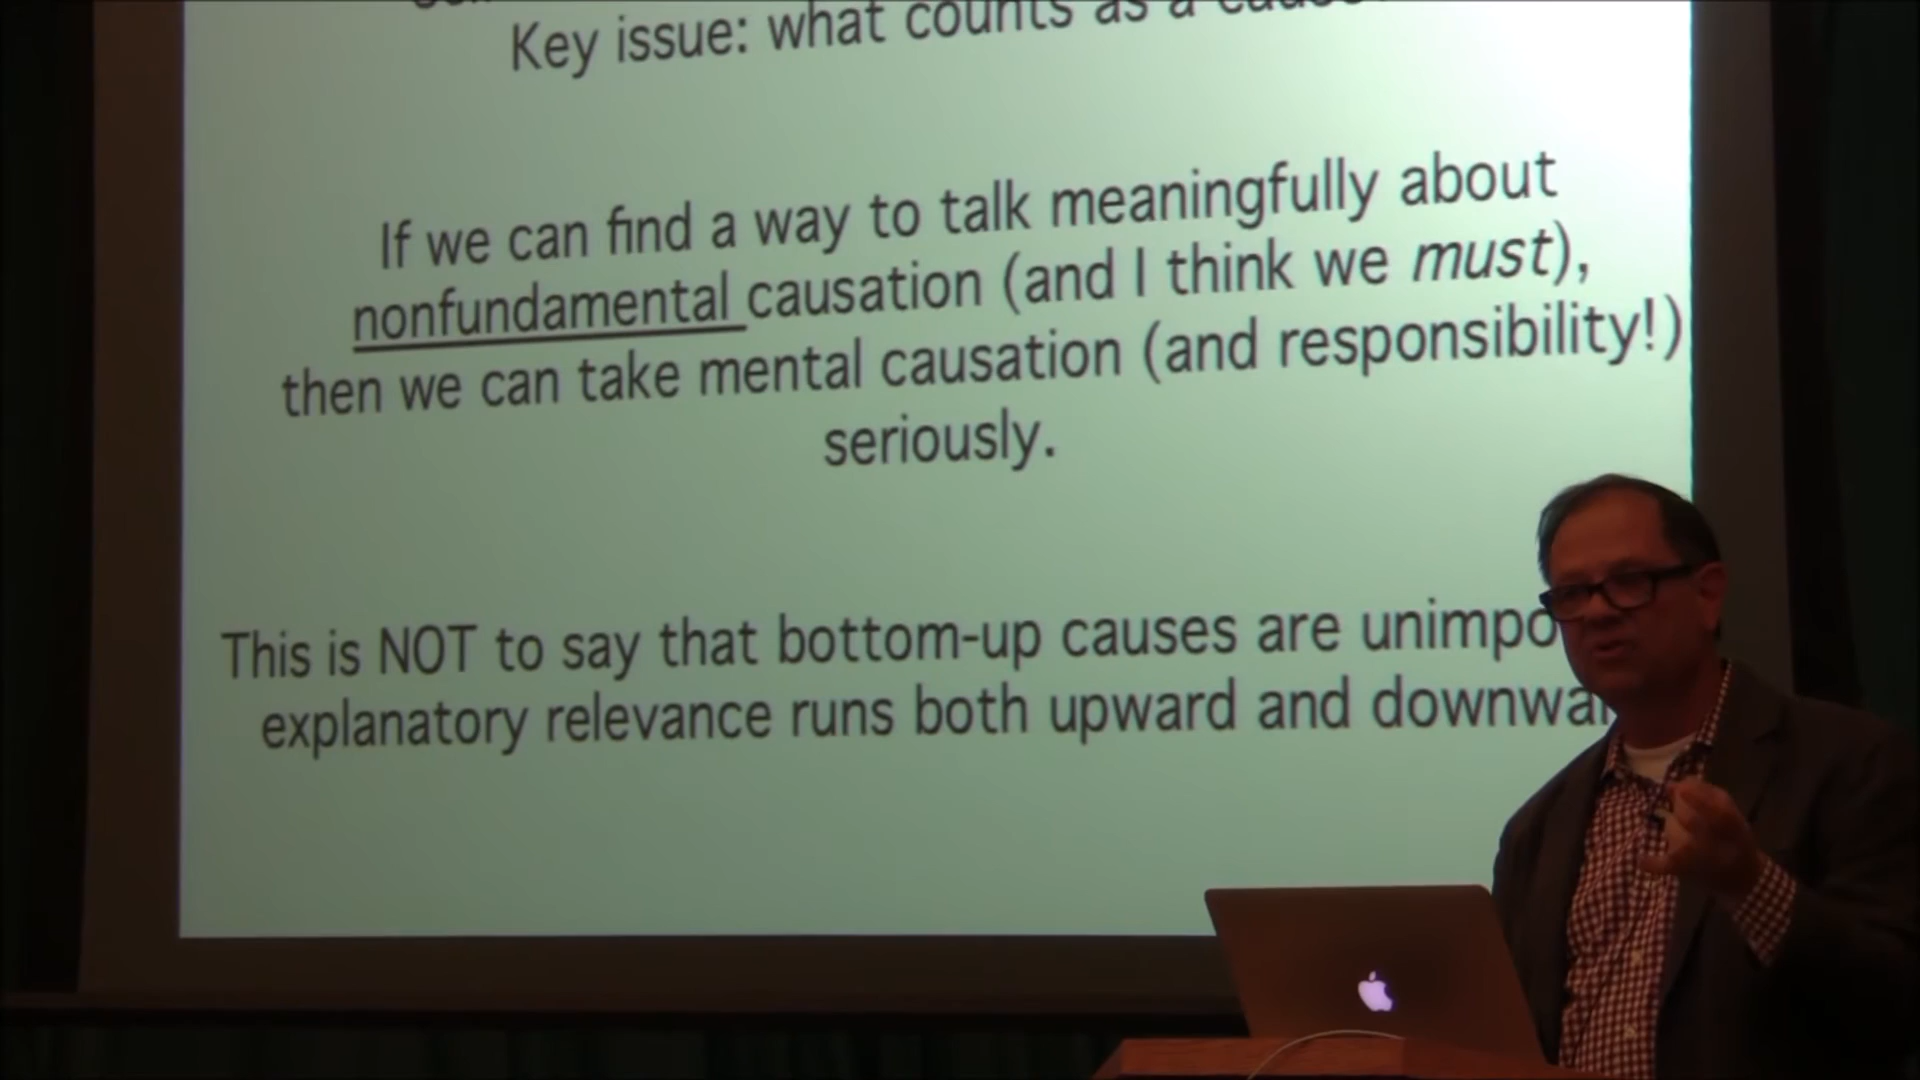 Key issue: what counts as a
If we can find a way to talk meaningfully about
nonfundamental causation (and I think we must),
then we can take mental causation (and responsibility!)
seriously.
This is NOT to say that bottom-up causes are
explanatory relevance runs both upward and